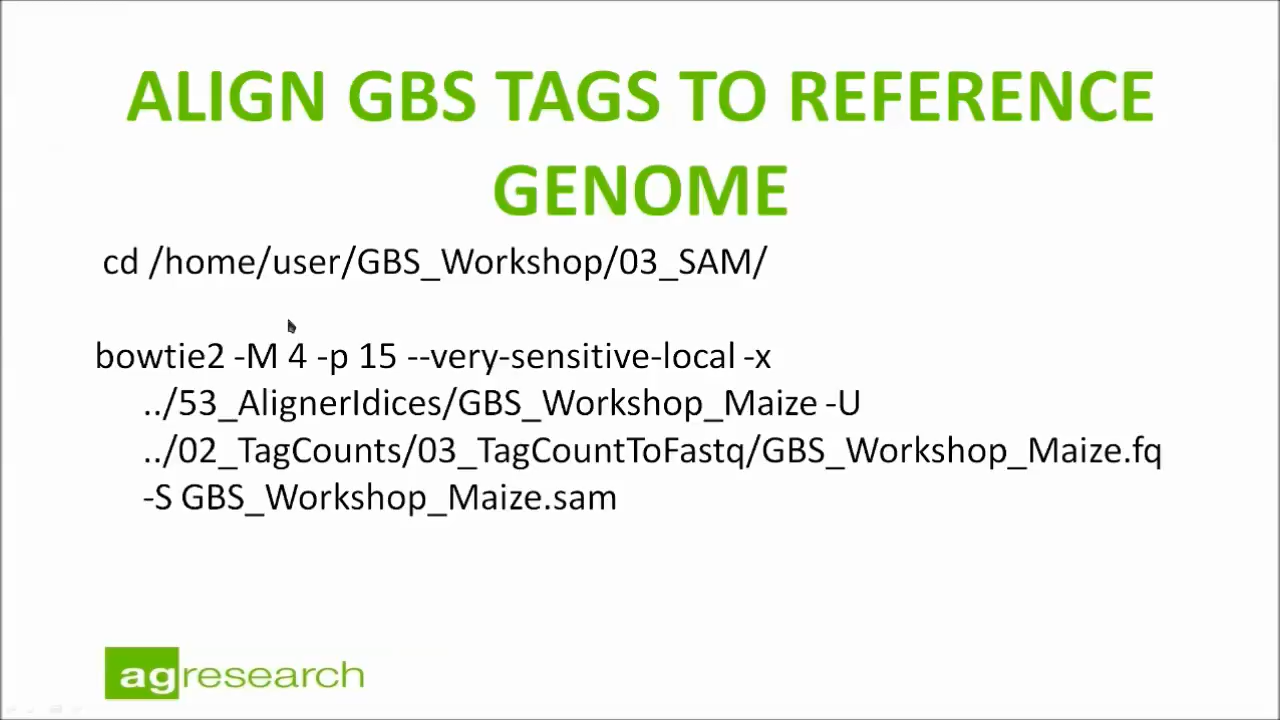 ALIGN GBS TAGS TO REFERENCE
GENOME
cd /home/user/GBS_Workshop/03_SAM/
bowtie2 -M 4 -p 15 --very-sensitive-local -x
../53_AlignerIdices/GBS_Workshop_Maize -U
../02_TagCounts/03_TagCountToFastq/GBS_Workshop_Maize.fq
-S GBS_Workshop_Maize.sam
agresearch